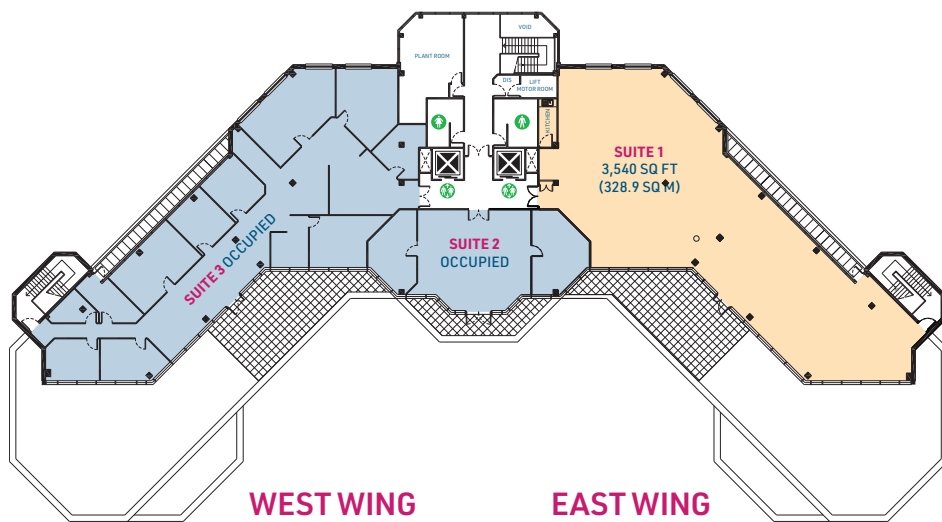 VOID
PLANT ROOM
DIS
LIFT
MOTOR ROOM
KITCHEN
SUITE 1
3,540 SQ FT
(328.9 SQ M)
SUITE 2
OCCUPIED
SUITE 3 OCCUPIED
WEST WING
EAST WING